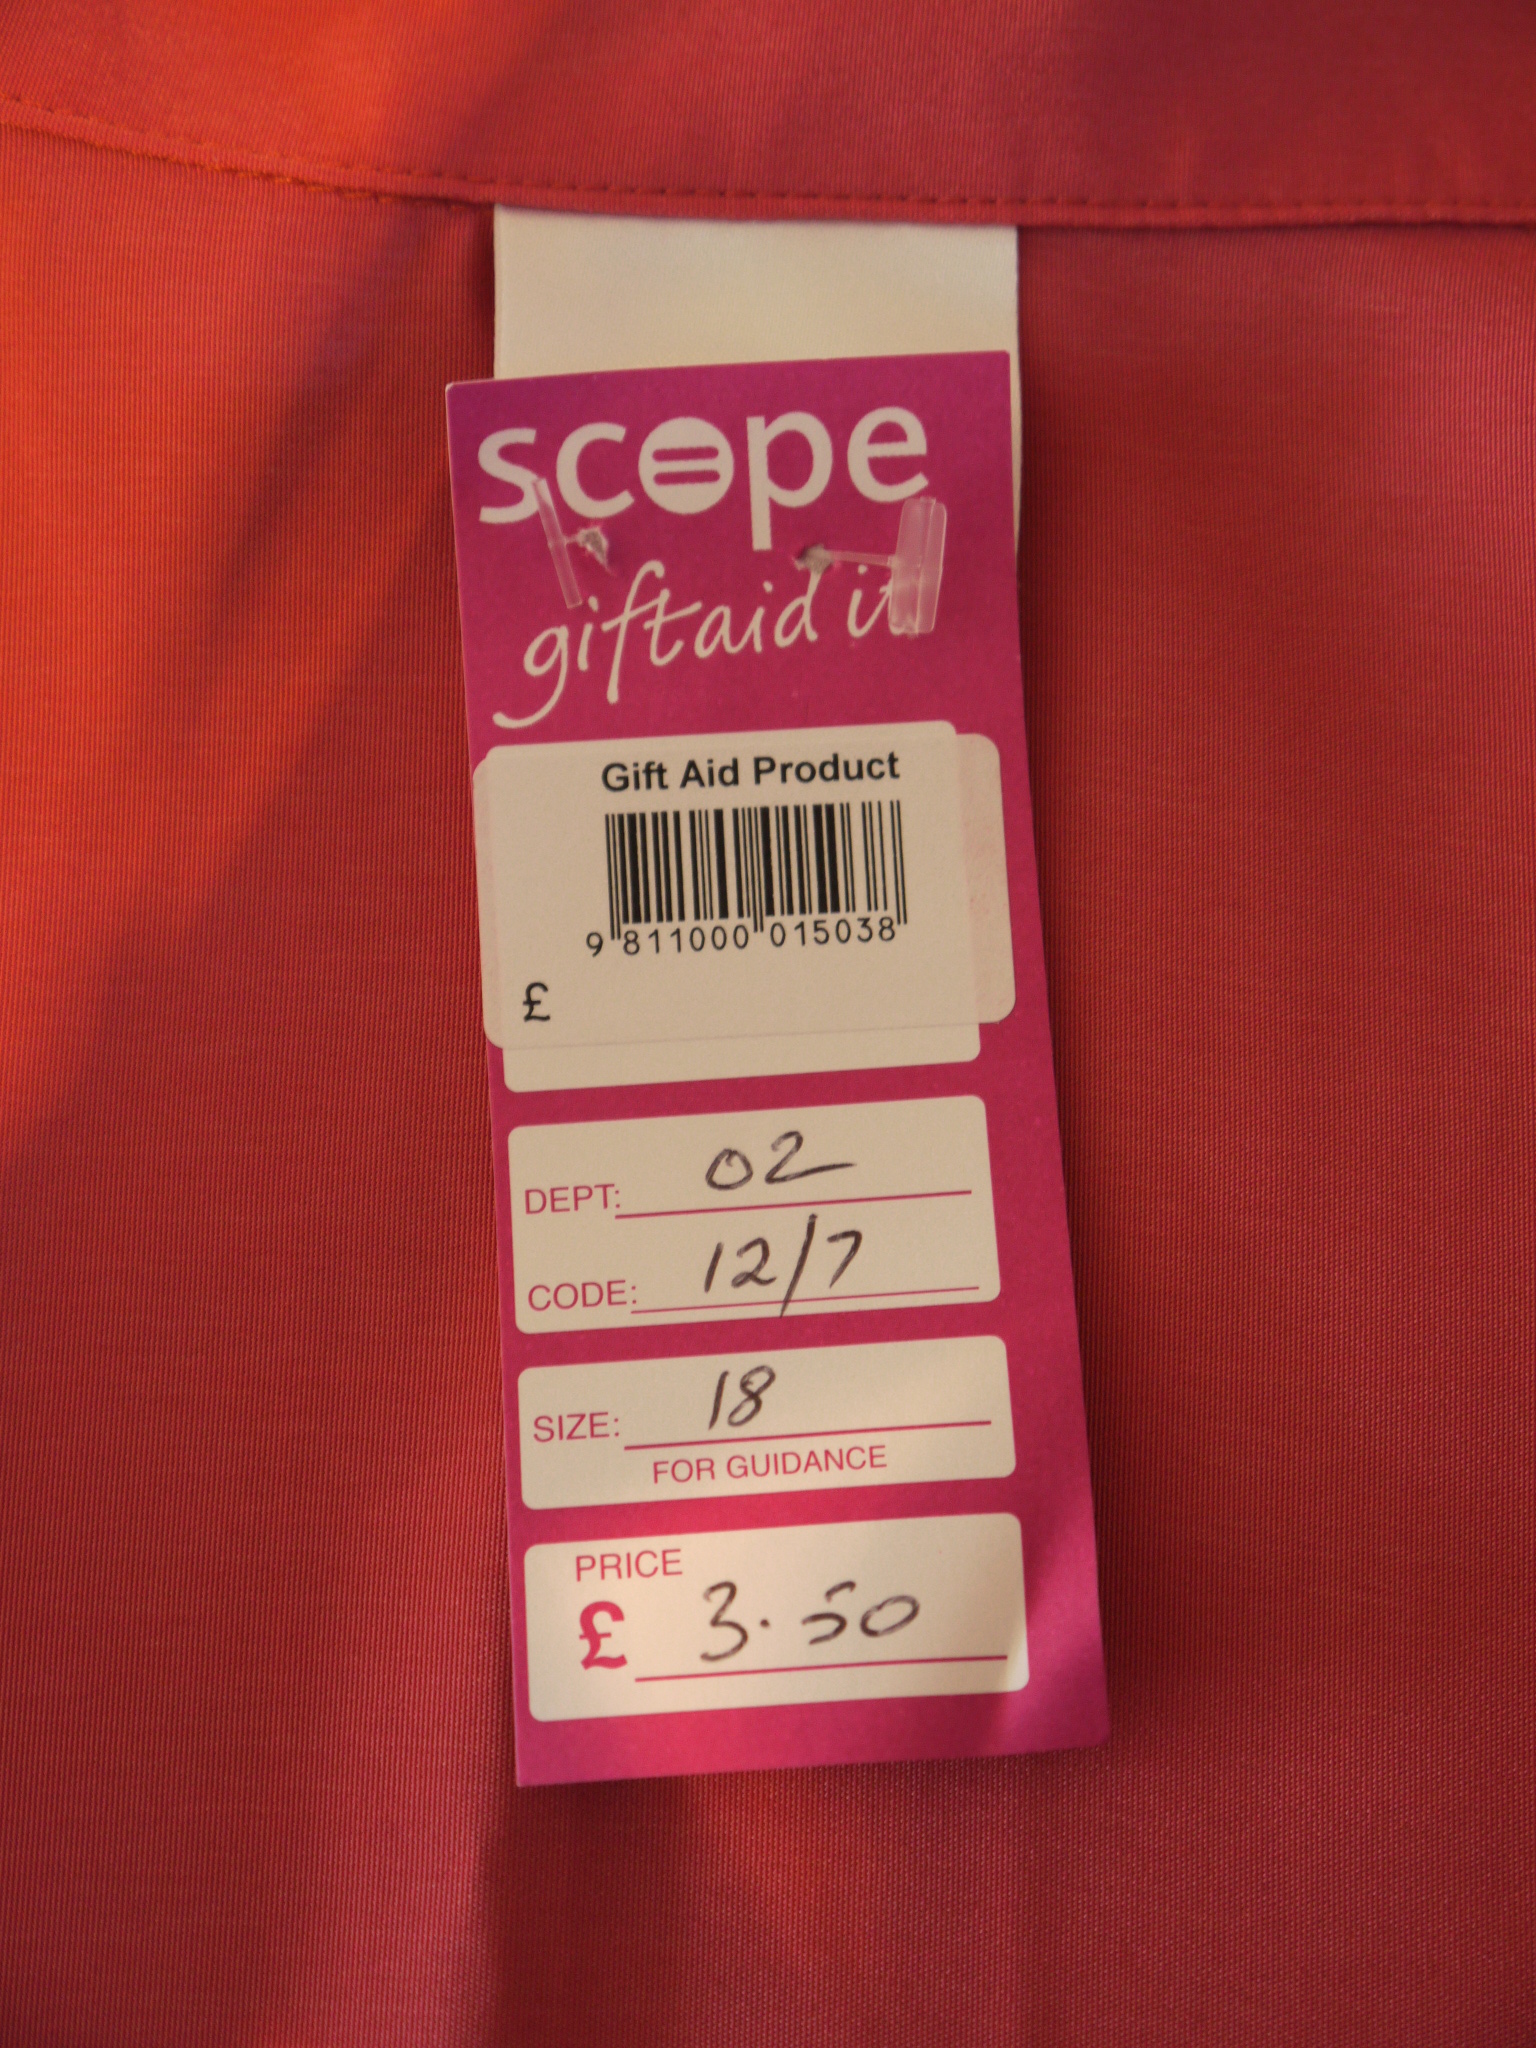 scope
giftaid it
Gift Aid Product
9 811000 015038
£
DEPT: 02
CODE: 12/7
SIZE: 18
FOR GUIDANCE
PRICE
£ 3.50